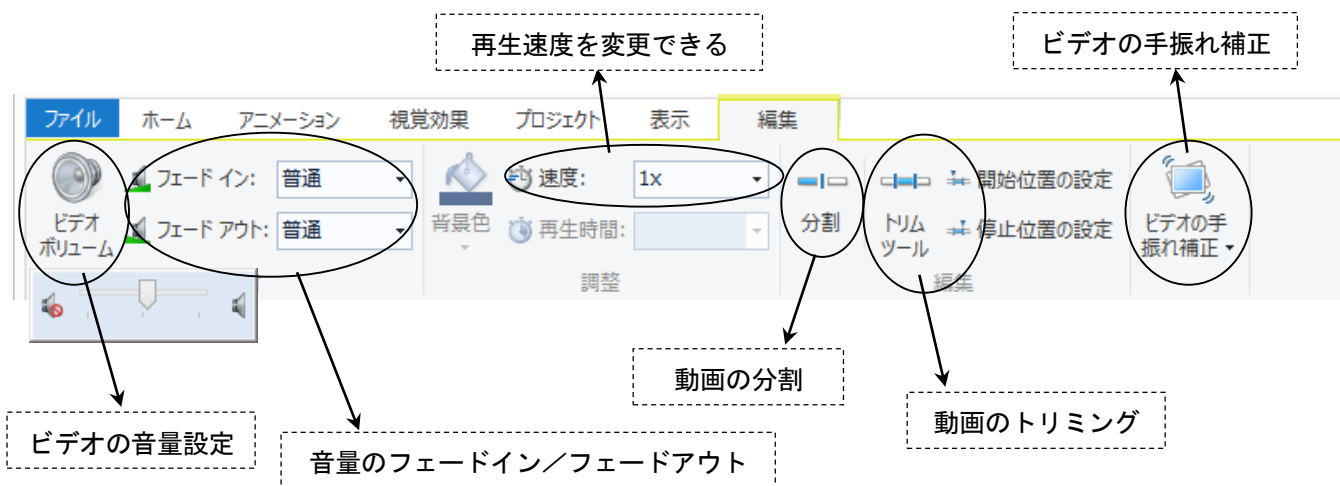 再生速度を変更できる
ビデオの手振れ補正
ファイル ホーム アニメーション 視覚効果 プロジェクト 表示 編集
フェード イン: 普通 速度: 1x 開始位置の設定
ビデオ
ボリューム
フェード アウト: 普通 背景色 再生時間: 分割 トリム
ツール
停止位置の設定 ビデオの手
振れ補正
調整 編集
動画の分割
動画のトリミング
ビデオの音量設定
音量のフェードイン／フェードアウト